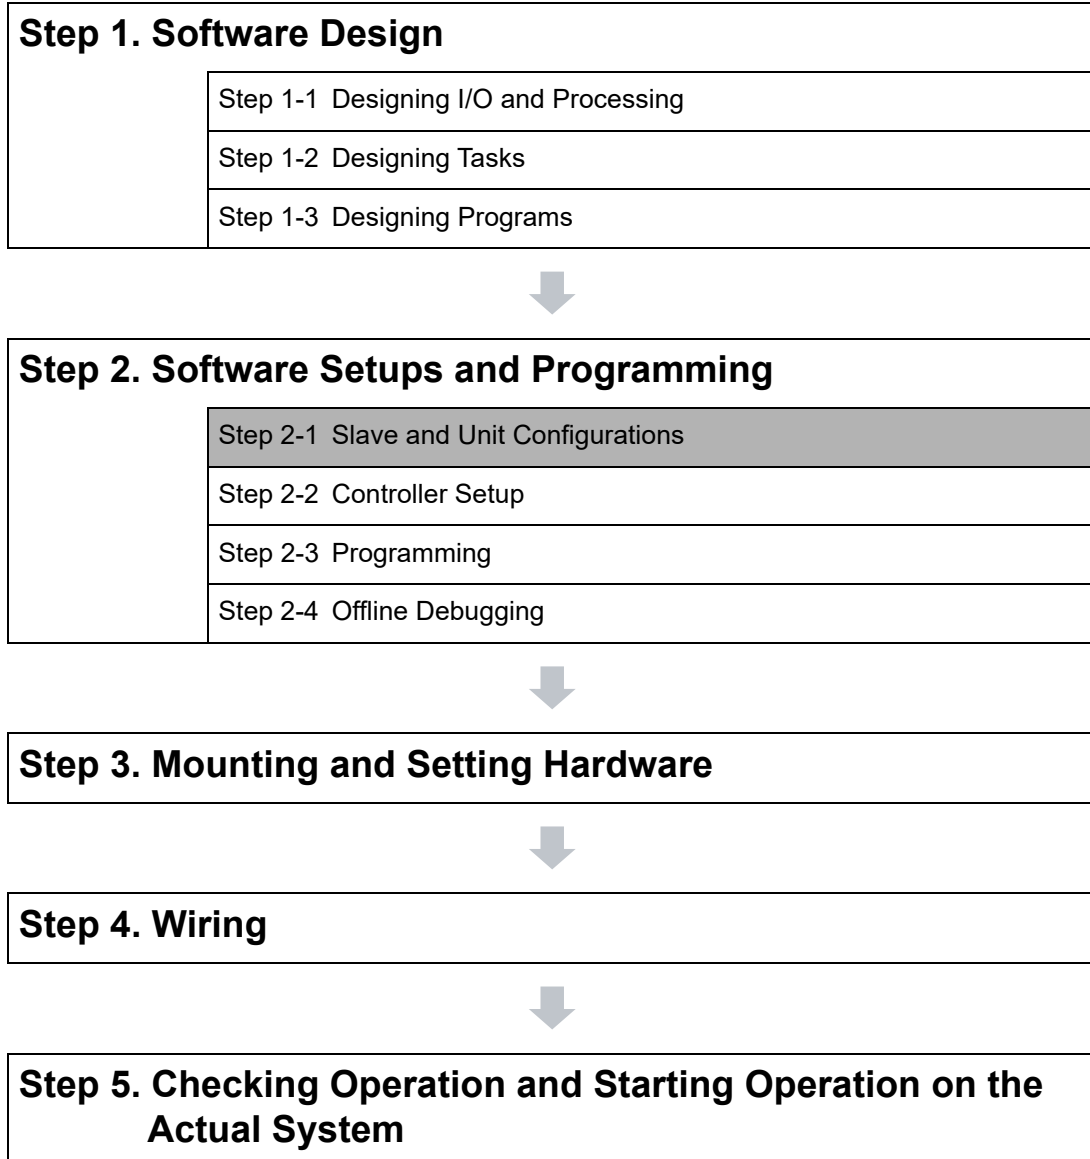 Step 1. Software Design
Step 1-1 Designing I/O and Processing
Step 1-2 Designing Tasks
Step 1-3 Designing Programs
Step 2. Software Setups and Programming
Step 2-1 Slave and Unit Configurations
Step 2-2 Controller Setup
Step 2-3 Programming
Step 2-4 Offline Debugging
Step 3. Mounting and Setting Hardware
Step 4. Wiring
Step 5. Checking Operation and Starting Operation on the
Actual System